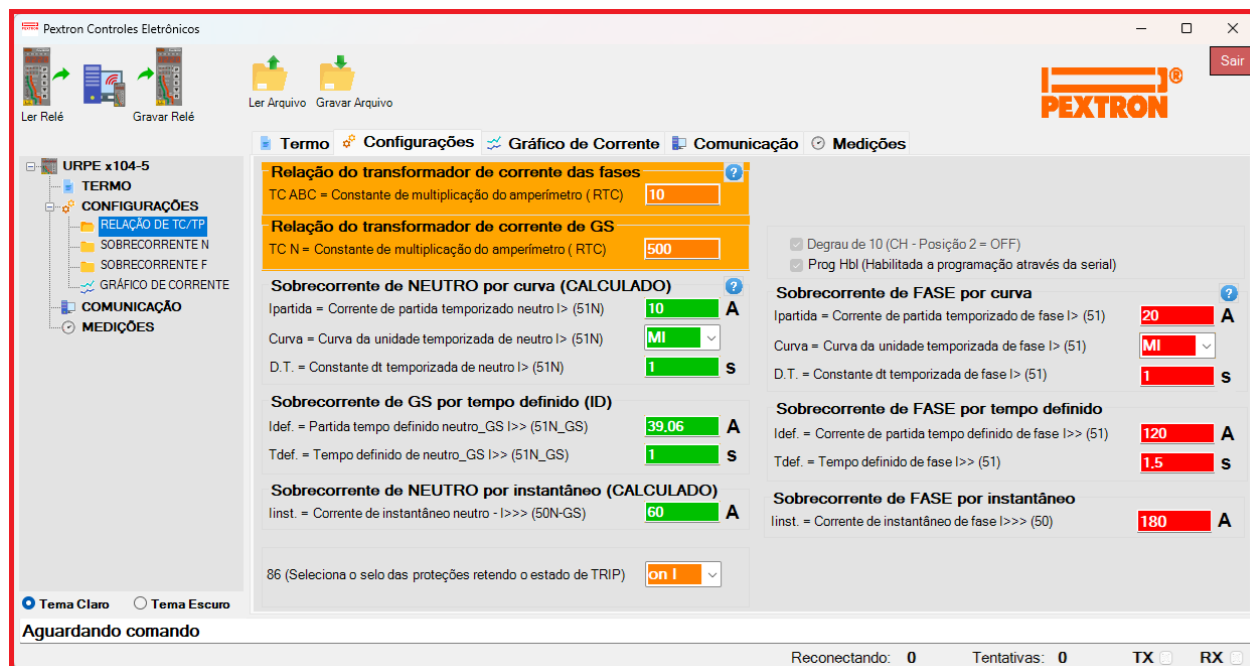 Pextron Controles Eletrônicos
Sair
Ler Relé
Gravar Relé
Ler Arquivo
Gravar Arquivo
PEXTRON®
Termo
Configurações
Gráfico de Corrente
Comunicação
Medições
URPE x104-5
TERMO
CONFIGURAÇÕES
RELAÇÃO DE TC/TP
SOBRECORRENTE N
SOBRECORRENTE F
GRÁFICO DE CORRENTE
COMUNICAÇÃO
MEDIÇÕES
Tema Claro
Tema Escuro
Relação do transformador de corrente das fases
?
TC ABC = Constante de multiplicação do amperímetro ( RTC) 10
Relação do transformador de corrente de GS
TC N = Constante de multiplicação do amperímetro ( RTC) 500
Sobrecorrente de NEUTRO por curva (CALCULADO)
?
Ipartida = Corrente de partida temporizado neutro I> (51N) 10 A
Curva = Curva da unidade temporizada de neutro I> (51N) MI
D.T. = Constante dt temporizada de neutro I> (51N) 1 s
Sobrecorrente de GS por tempo definido (ID)
Idef. = Partida tempo definido neutro_GS I>> (51N_GS) 39,06 A
Tdef. = Tempo definido de neutro_GS I>> (51N_GS) 1 s
Sobrecorrente de NEUTRO por instantâneo (CALCULADO)
Iinst. = Corrente de instantâneo neutro - I>>> (50N-GS) 60 A
86 (Seleciona o selo das proteções retendo o estado de TRIP) on I
Degrau de 10 (CH - Posição 2 = OFF)
Prog Hbl (Habilitada a programação através da serial)
Sobrecorrente de FASE por curva
?
Ipartida = Corrente de partida temporizado de fase I> (51) 20 A
Curva = Curva da unidade temporizada de fase I> (51) MI
D.T. = Constante dt temporizada de fase I> (51) 1 s
Sobrecorrente de FASE por tempo definido
Idef. = Corrente de partida tempo definido de fase I>> (51) 120 A
Tdef. = Tempo definido de fase I>> (51) 1,5 s
Sobrecorrente de FASE por instantâneo
Iinst. = Corrente de instantâneo de fase I>>> (50) 180 A
Aguardando comando
Reconectando: 0 Tentativas: 0 TX RX